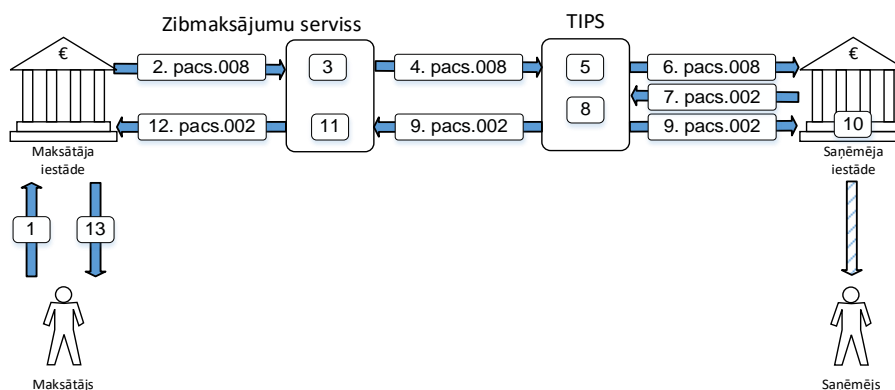 Zibmaksājumu serviss
TIPS
€
€
2. pacs.008
3
4. pacs.008
5
6. pacs.008
7. pacs.002
8
12. pacs.002
11
9. pacs.002
9. pacs.002
10
Maksātāja
iestāde
Saņēmēja
iestāde
1
13
Maksātājs
Saņēmējs